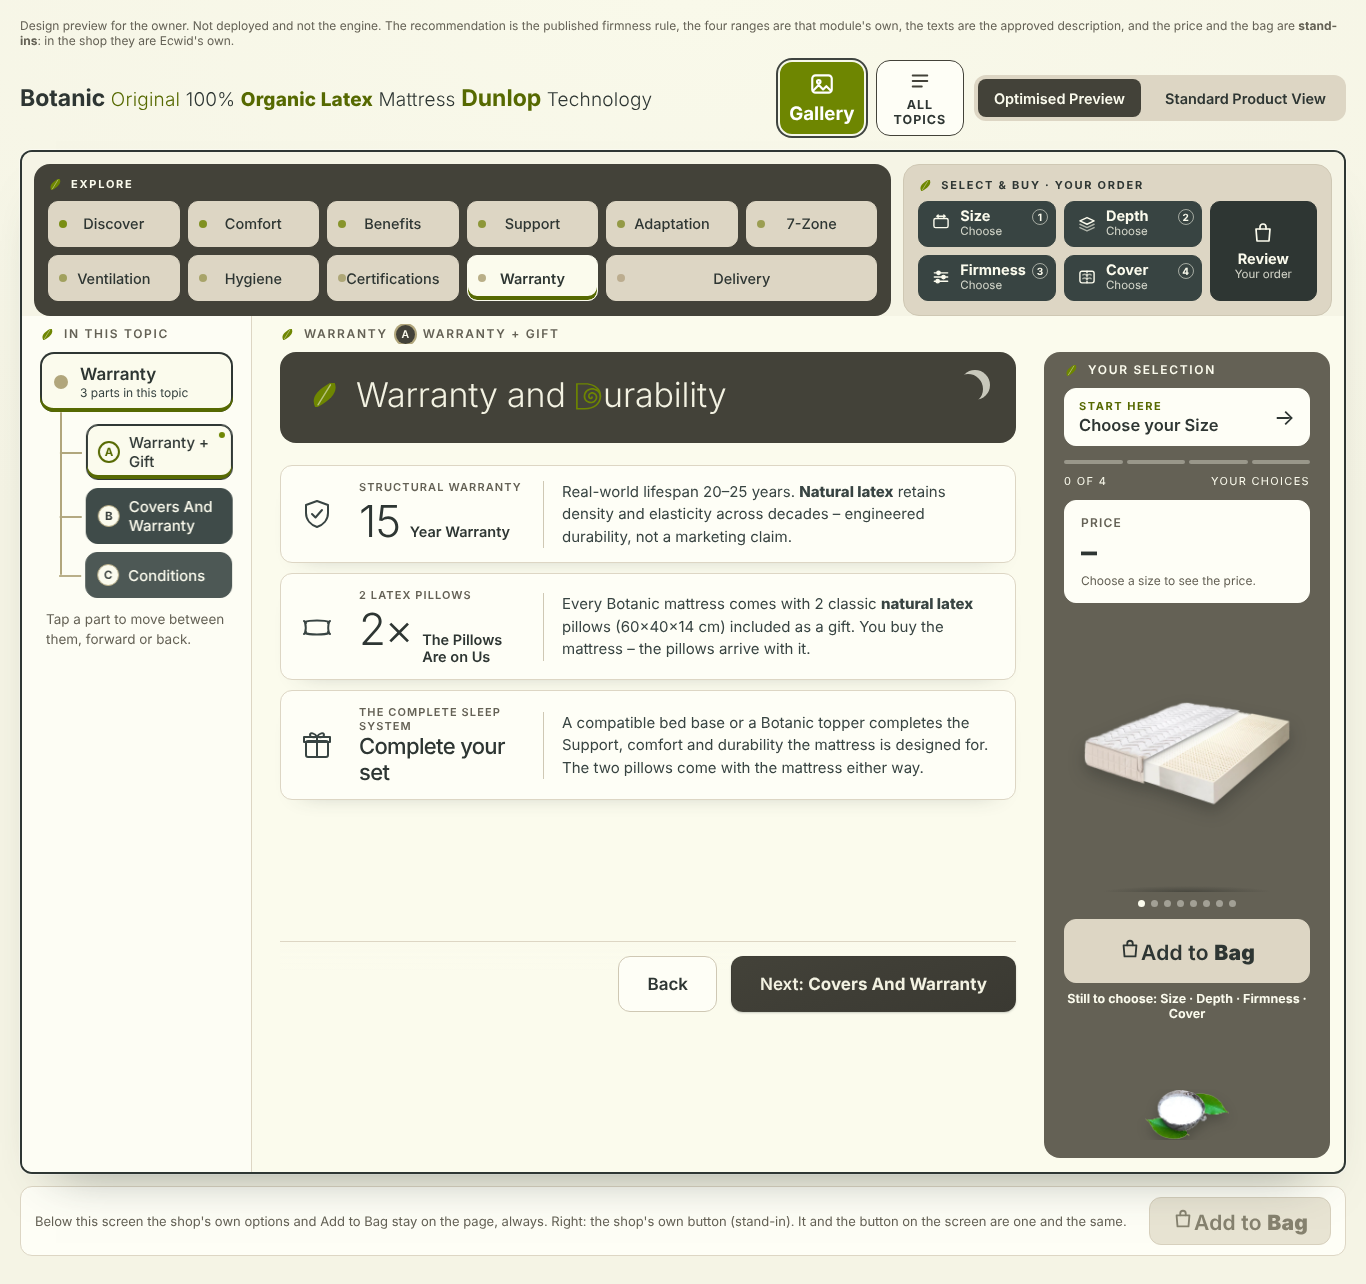 Design preview for the owner. Not deployed and not the engine. The recommendation is the published firmness rule, the four ranges are that module's own, the texts are the approved description, and the price and the bag are stand-
ins: in the shop they are Ecwid's own.
Botanic Original 100% Organic Latex Mattress Dunlop Technology
Gallery
ALL
TOPICS
Optimised Preview
Standard Product View
EXPLORE
Discover
Comfort
Benefits
Support
Adaptation
7-Zone
Ventilation
Hygiene
Certifications
Warranty
Delivery
SELECT & BUY · YOUR ORDER
Size
Choose
1
Depth
Choose
2
Firmness
Choose
3
Cover
Choose
4
Review
Your order
IN THIS TOPIC
Warranty
3 parts in this topic
A
Warranty +
Gift
B
Covers And
Warranty
C
Conditions
Tap a part to move between
them, forward or back.
WARRANTY A WARRANTY + GIFT
Warranty and Durability
STRUCTURAL WARRANTY
15 Year Warranty
Real-world lifespan 20–25 years. Natural latex retains
density and elasticity across decades – engineered
durability, not a marketing claim.
2 LATEX PILLOWS
2× The Pillows
Are on Us
Every Botanic mattress comes with 2 classic natural latex
pillows (60×40×14 cm) included as a gift. You buy the
mattress – the pillows arrive with it.
THE COMPLETE SLEEP
SYSTEM
Complete your
set
A compatible bed base or a Botanic topper completes the
Support, comfort and durability the mattress is designed for.
The two pillows come with the mattress either way.
Back
Next: Covers And Warranty
YOUR SELECTION
START HERE
Choose your Size
0 OF 4
YOUR CHOICES
PRICE
–
Choose a size to see the price.
Add to Bag
Still to choose: Size · Depth · Firmness ·
Cover
Below this screen the shop's own options and Add to Bag stay on the page, always. Right: the shop's own button (stand-in). It and the button on the screen are one and the same.
Add to Bag